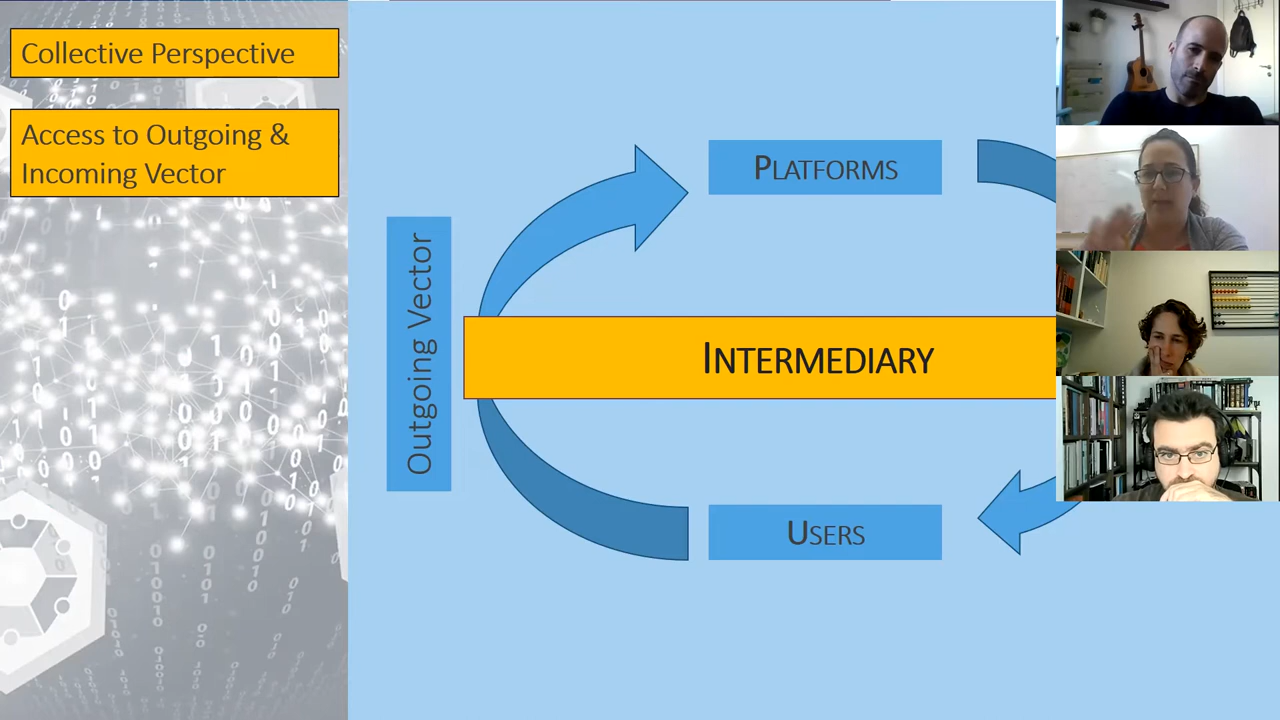 Collective Perspective
Access to Outgoing &
Incoming Vector
PLATFORMS
Outgoing Vector
INTERMEDIARY
USERS